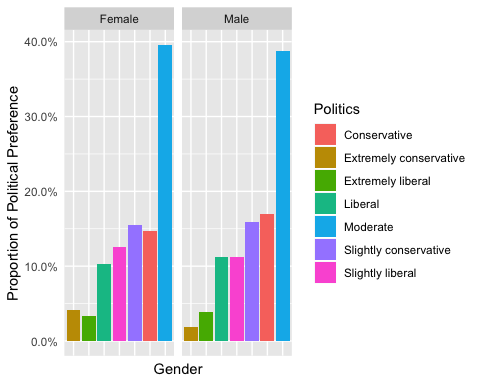 Female
Male
40.0%
30.0%
20.0%
10.0%
0.0%
Proportion of Political Preference
Gender
Politics
Conservative
Extremely conservative
Extremely liberal
Liberal
Moderate
Slightly conservative
Slightly liberal